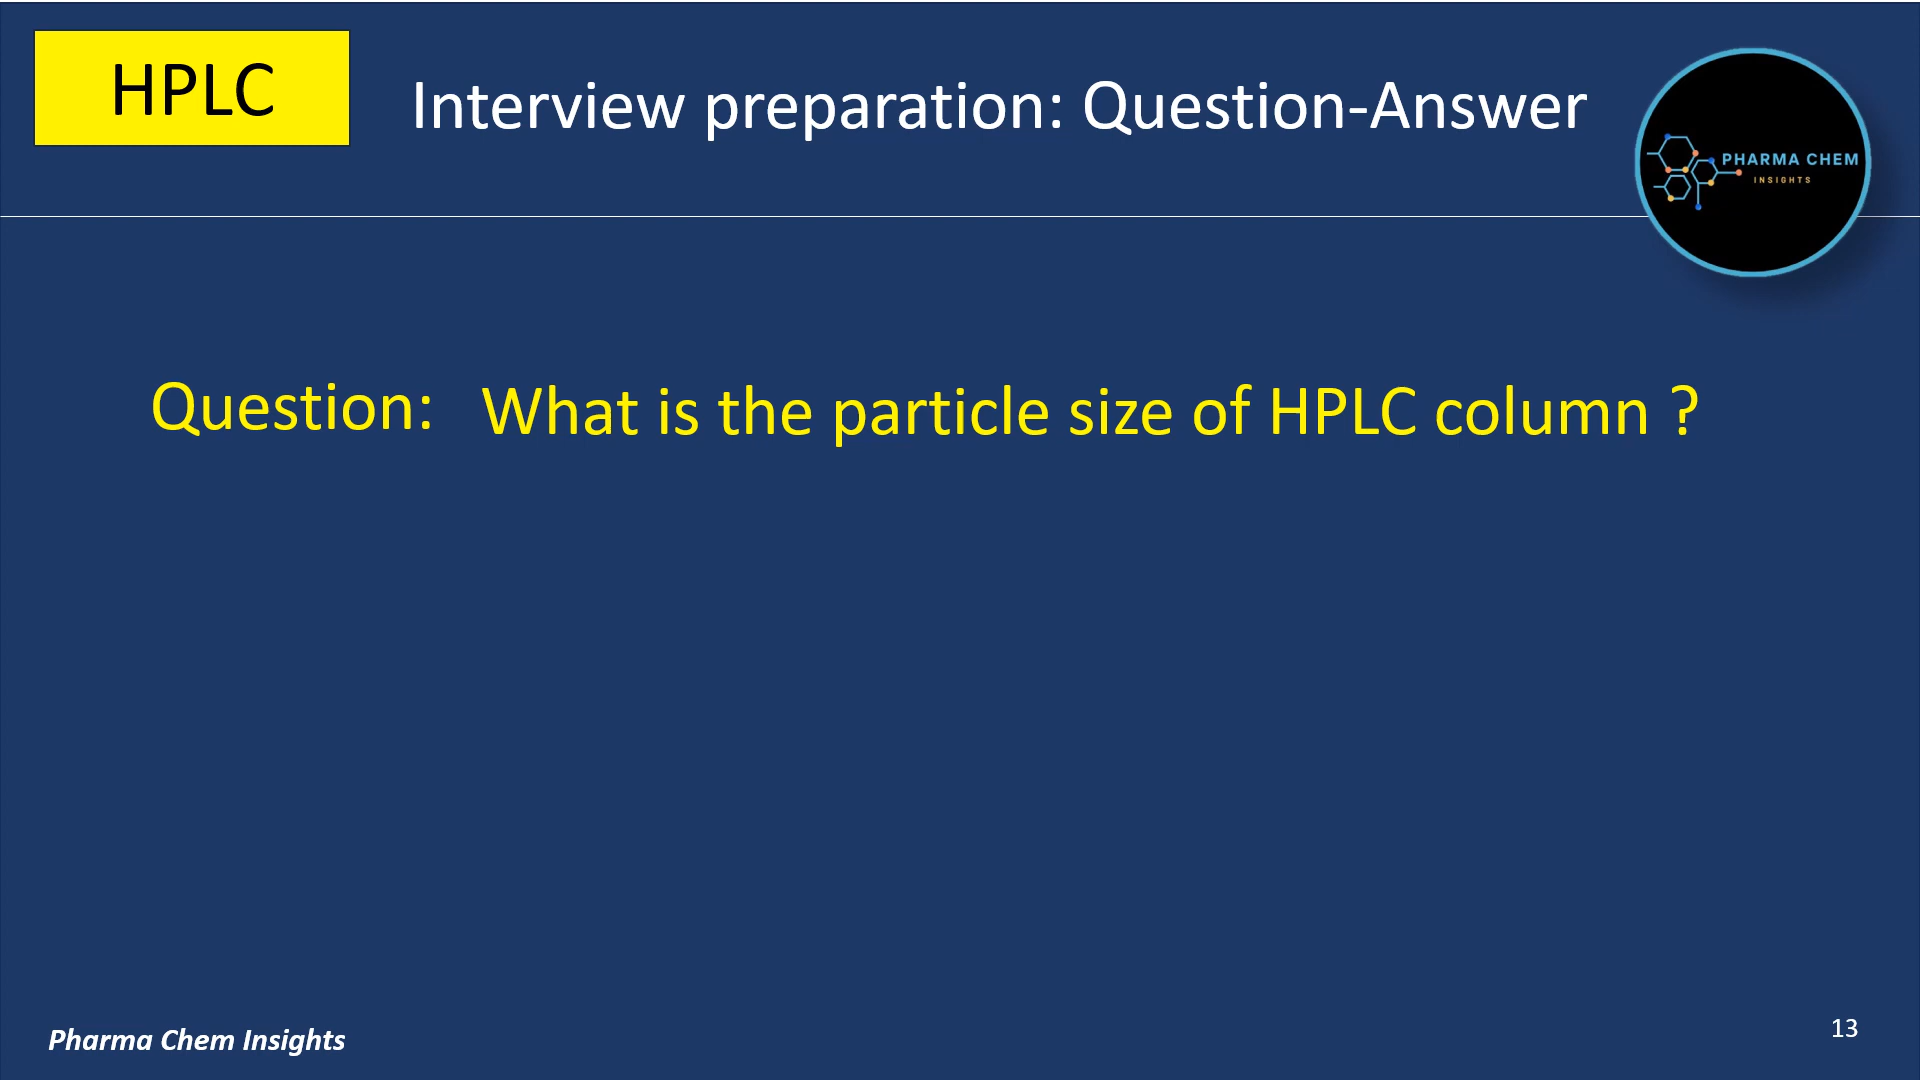 HPLC
Interview preparation: Question-Answer
PHARMA CHEM
INSIGHTS
Question: What is the particle size of HPLC column ?
Pharma Chem Insights
13